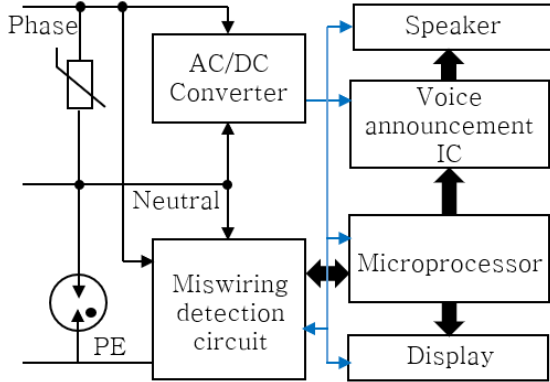 Phase
AC/DC
Converter
Speaker
Voice
announcement
IC
Neutral
Miswiring
detection
circuit
Microprocessor
PE
Display